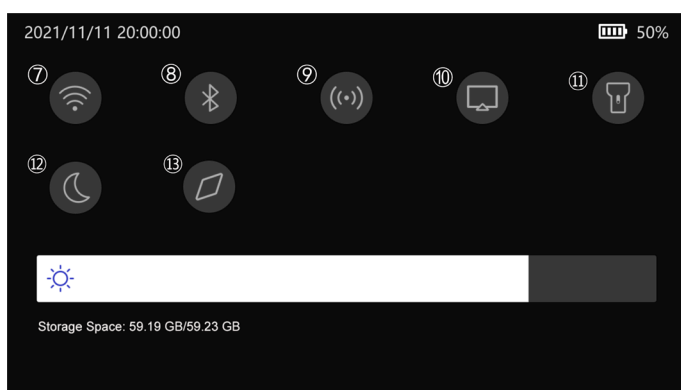 2021/11/11 20:00:00 50%
⑦ ⑧ ⑨ ⑩ ⑪
⑫ ⑬
Storage Space: 59.19 GB/59.23 GB